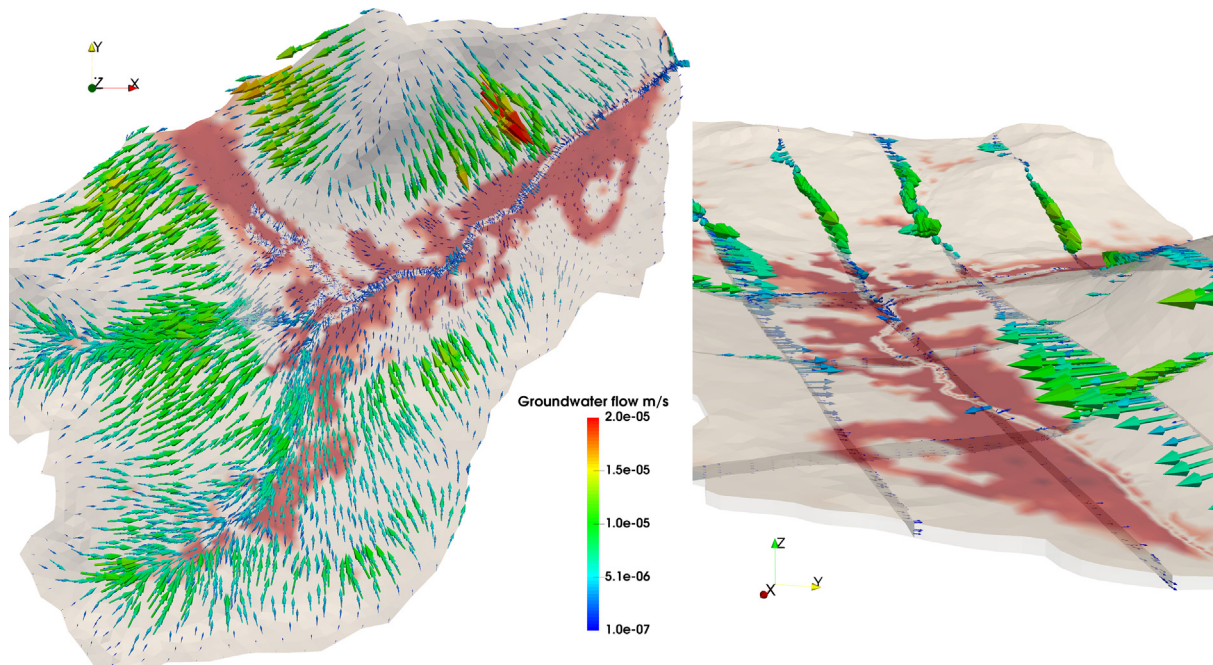 Y
Z
X
Groundwater flow m/s
2.0e-05
1.5e-05
1.0e-05
5.1e-06
1.0e-07
Z
X
Y